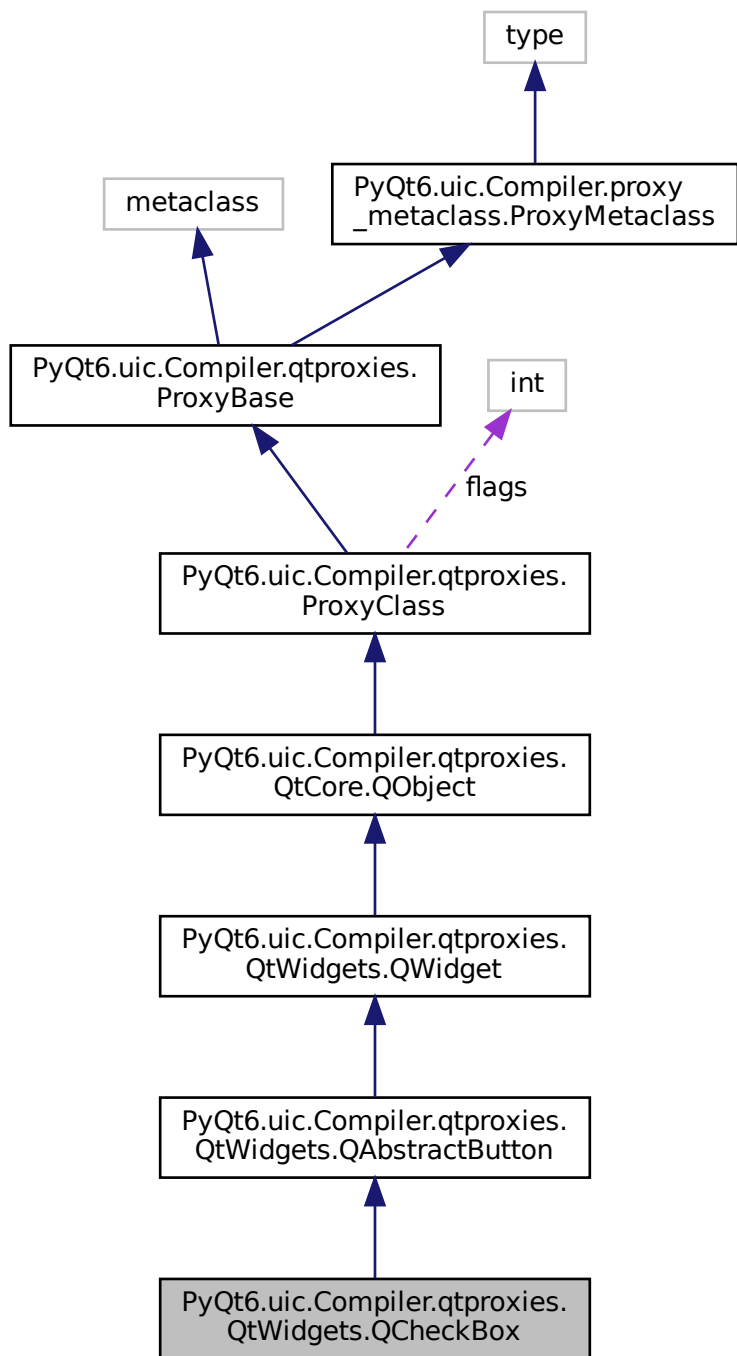 type
PyQt6.uic.Compiler.proxy
_metaclass.ProxyMetaclass
metaclass
PyQt6.uic.Compiler.qtproxies.
ProxyBase
int
flags
PyQt6.uic.Compiler.qtproxies.
ProxyClass
PyQt6.uic.Compiler.qtproxies.
QtCore.QObject
PyQt6.uic.Compiler.qtproxies.
QtWidgets.QWidget
PyQt6.uic.Compiler.qtproxies.
QtWidgets.QAbstractButton
PyQt6.uic.Compiler.qtproxies.
QtWidgets.QCheckBox